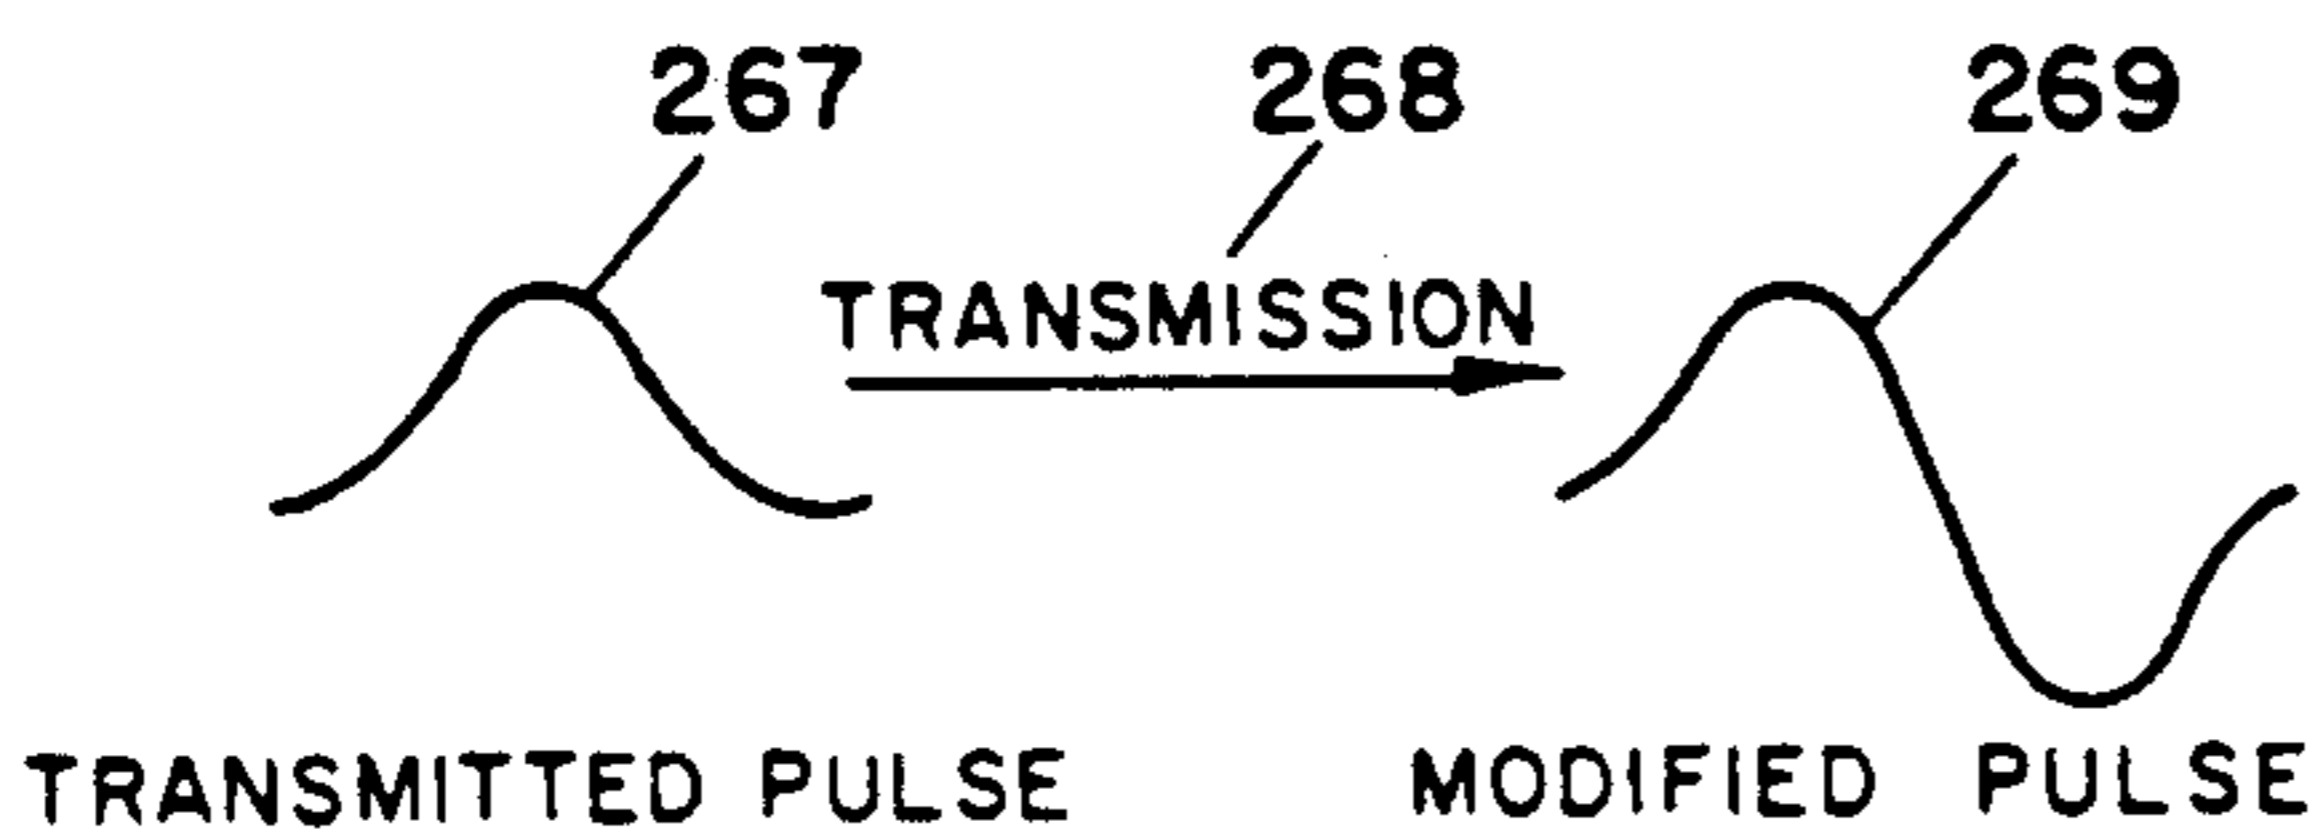 267 268 269
TRANSMISSION
TRANSMITTED PULSE MODIFIED PULSE